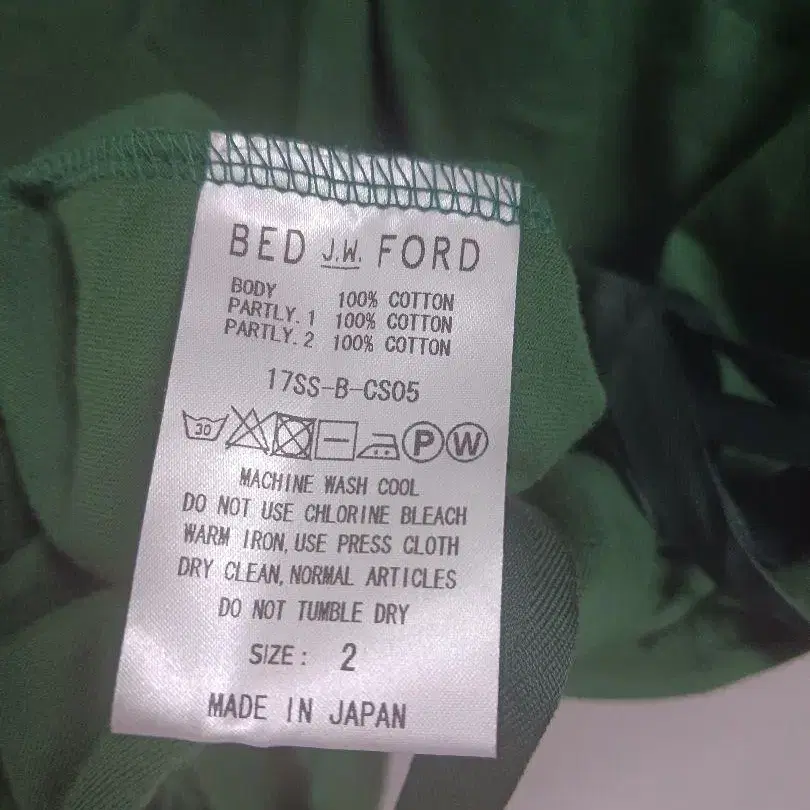 BED J.W. FORD
BODY 100% COTTON
PARTLY. 1 100% COTTON
PARTLY. 2 100% COTTON
17SS-B-CS05
30 P W
MACHINE WASH COOL
DO NOT USE CHLORINE BLEACH
WARM IRON, USE PRESS CLOTH
DRY CLEAN, NORMAL ARTICLES
DO NOT TUMBLE DRY
SIZE: 2
MADE IN JAPAN